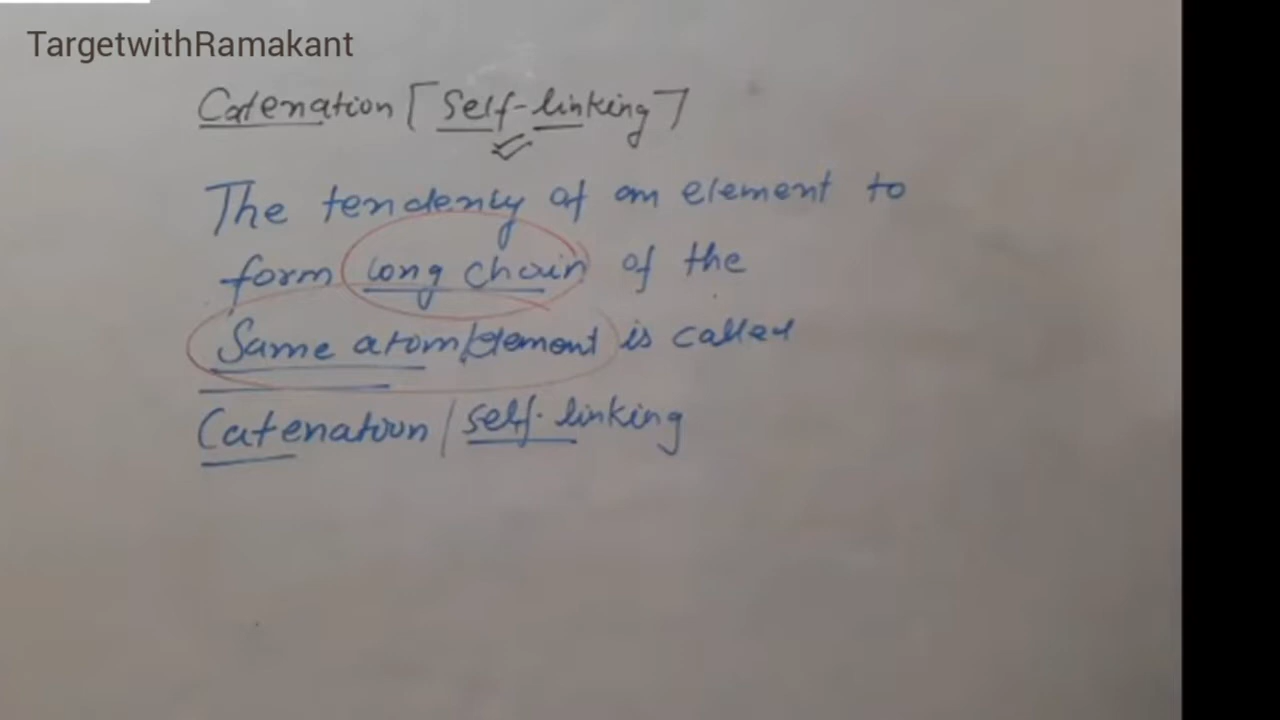 TargetwithRamakant
Catenation [Self-linking]
The tendency of an element to
form long chain of the
Same atom/element is called
Catenation / self-linking